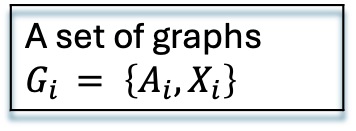 A set of graphs
𝐺ᵢ = {𝐴ᵢ, 𝑋ᵢ}